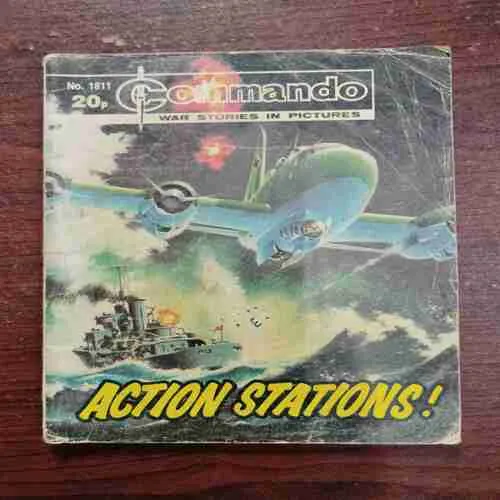 No. 1811
20p
Commando
WAR STORIES IN PICTURES
ACTION STATIONS!